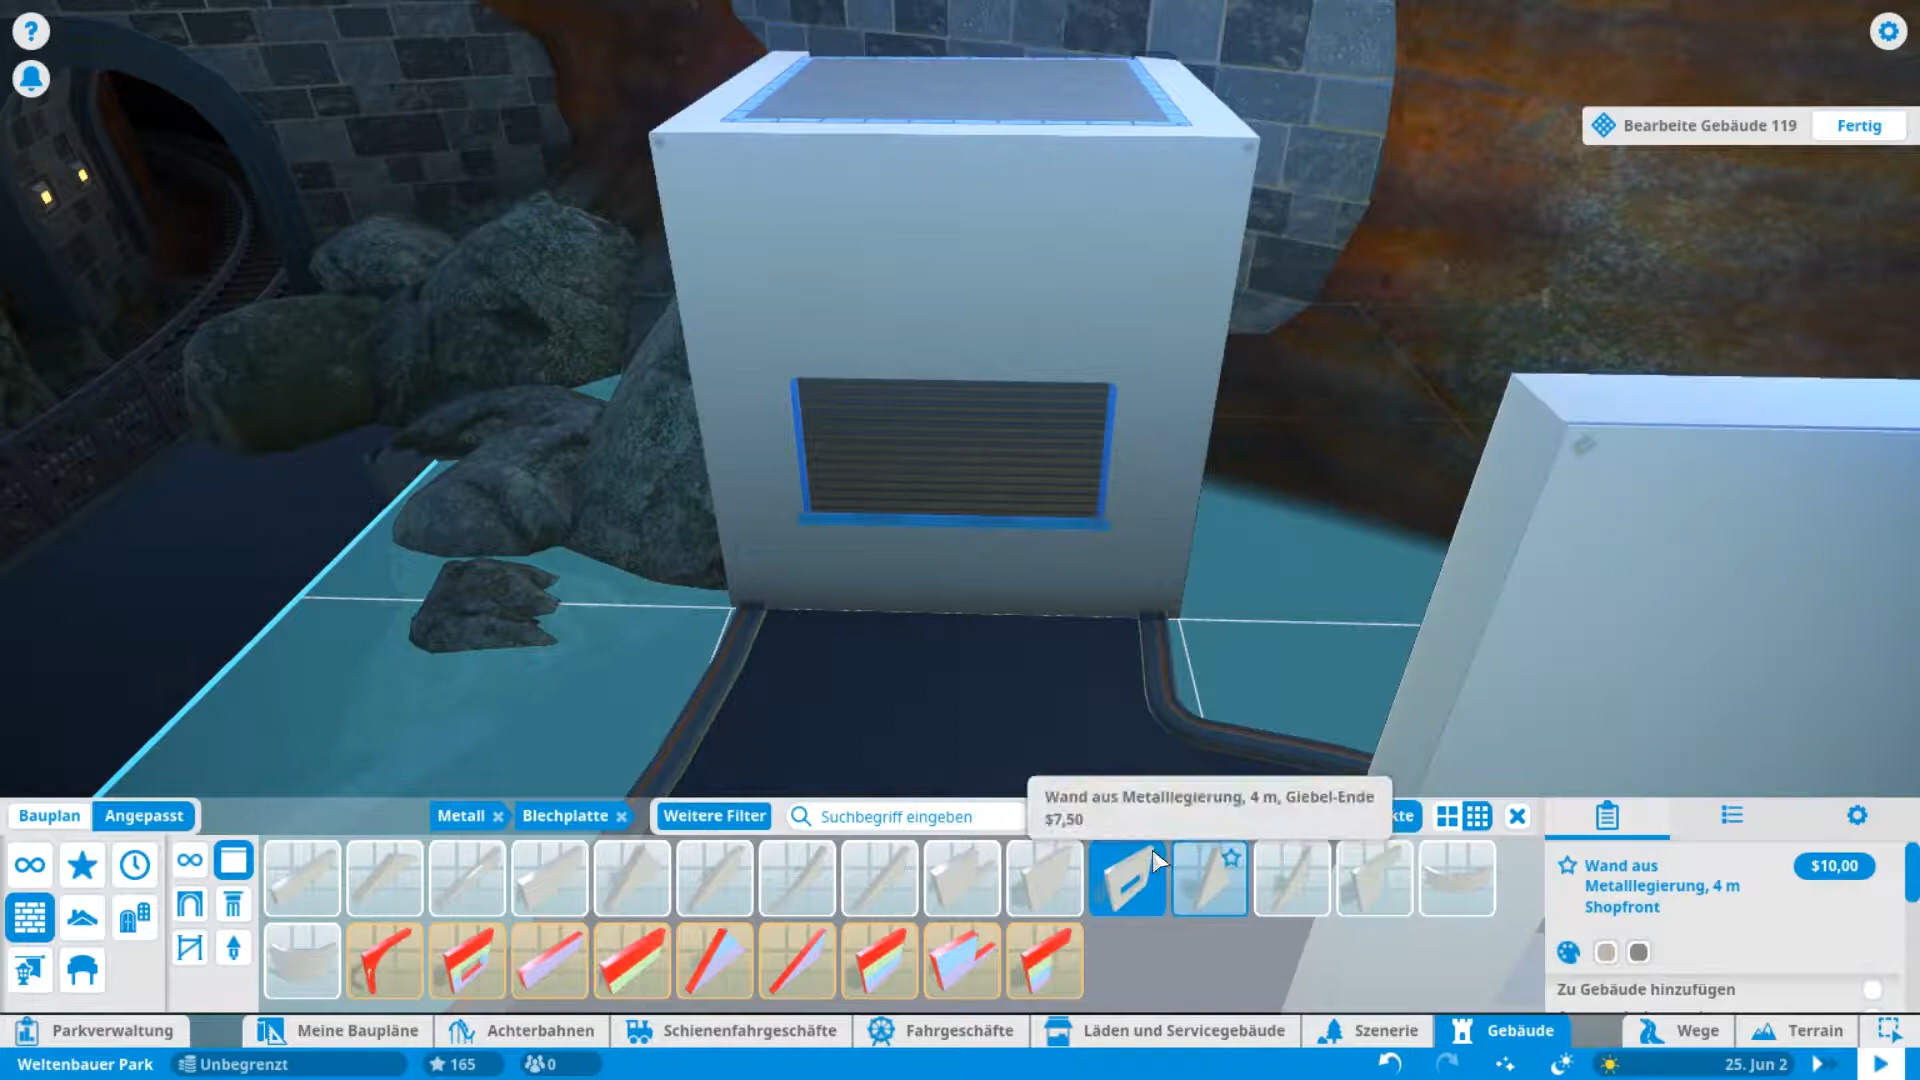 ?
Bearbeite Gebäude 119
Fertig
Bauplan
Angepasst
Metall
Blechplatte
Weitere Filter
Suchbegriff eingeben
kte
Wand aus Metalllegierung, 4 m, Giebel-Ende
$7,50
Wand aus
Metalllegierung, 4 m
Shopfront
$10,00
Zu Gebäude hinzufügen
Parkverwaltung
Meine Baupläne
Achterbahnen
Schienenfahrgeschäfte
Fahrgeschäfte
Läden und Servicegebäude
Szenerie
Gebäude
Wege
Terrain
Weltenbauer Park
Unbegrenzt
165
0
25. Jun 2